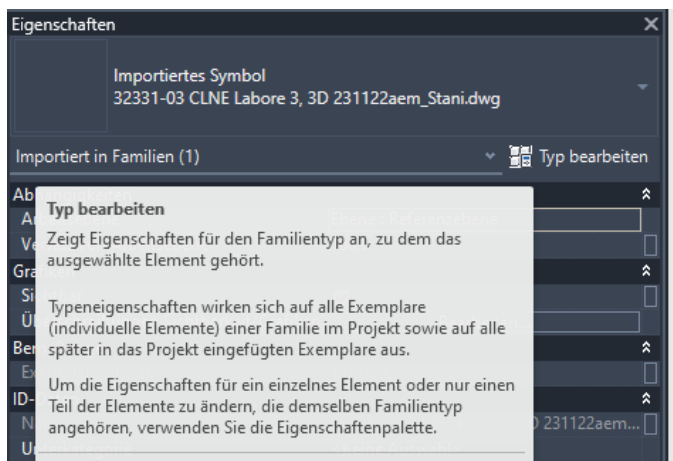 Eigenschaften
Importiertes Symbol
32331-03 CLNE Labore 3, 3D 231122aem_Stani.dwg
Importiert in Familien (1)
Typ bearbeiten
Ab
Typ bearbeiten
Zeigt Eigenschaften für den Familientyp an, zu dem das
ausgewählte Element gehört.
Typeneigenschaften wirken sich auf alle Exemplare
(individuelle Elemente) einer Familie im Projekt sowie auf alle
später in das Projekt eingefügten Exemplare aus.
Um die Eigenschaften für ein einzelnes Element oder nur einen
Teil der Elemente zu ändern, die demselben Familientyp
angehören, verwenden Sie die Eigenschaftenpalette.
Gra
Ber
ID-
231122aem...